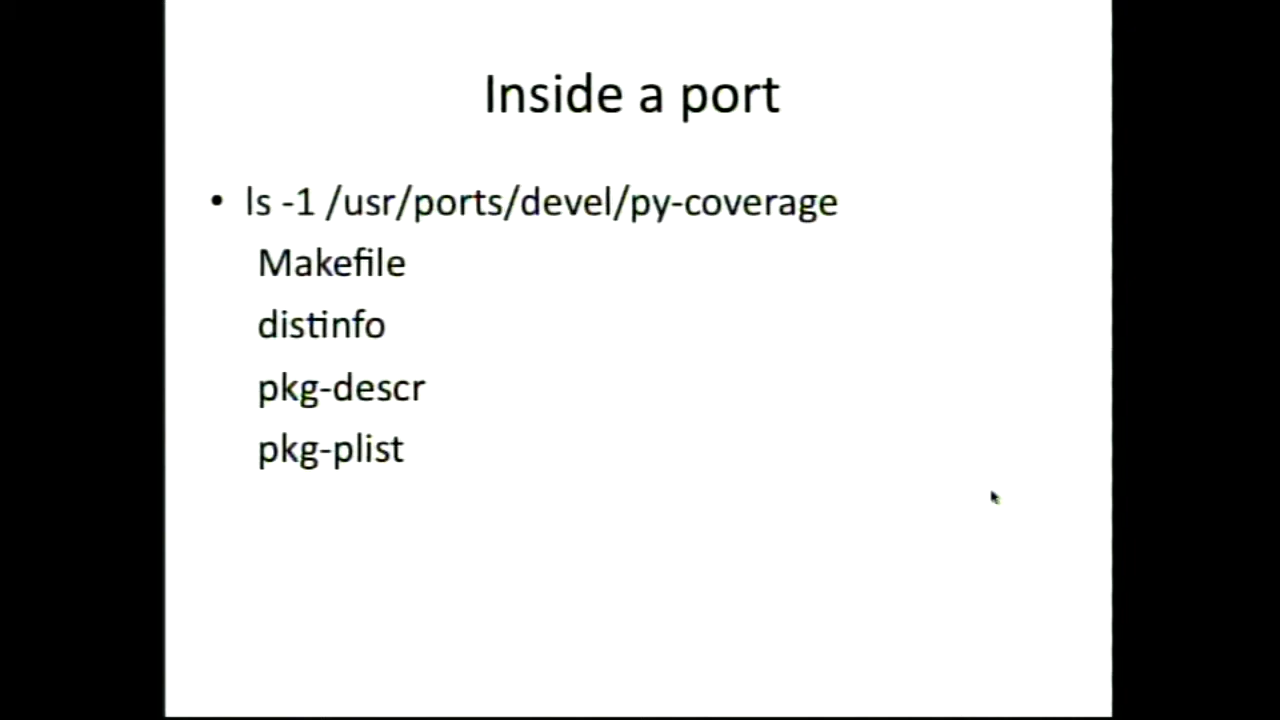 Inside a port
• ls -1 /usr/ports/devel/py-coverage
Makefile
distinfo
pkg-descr
pkg-plist